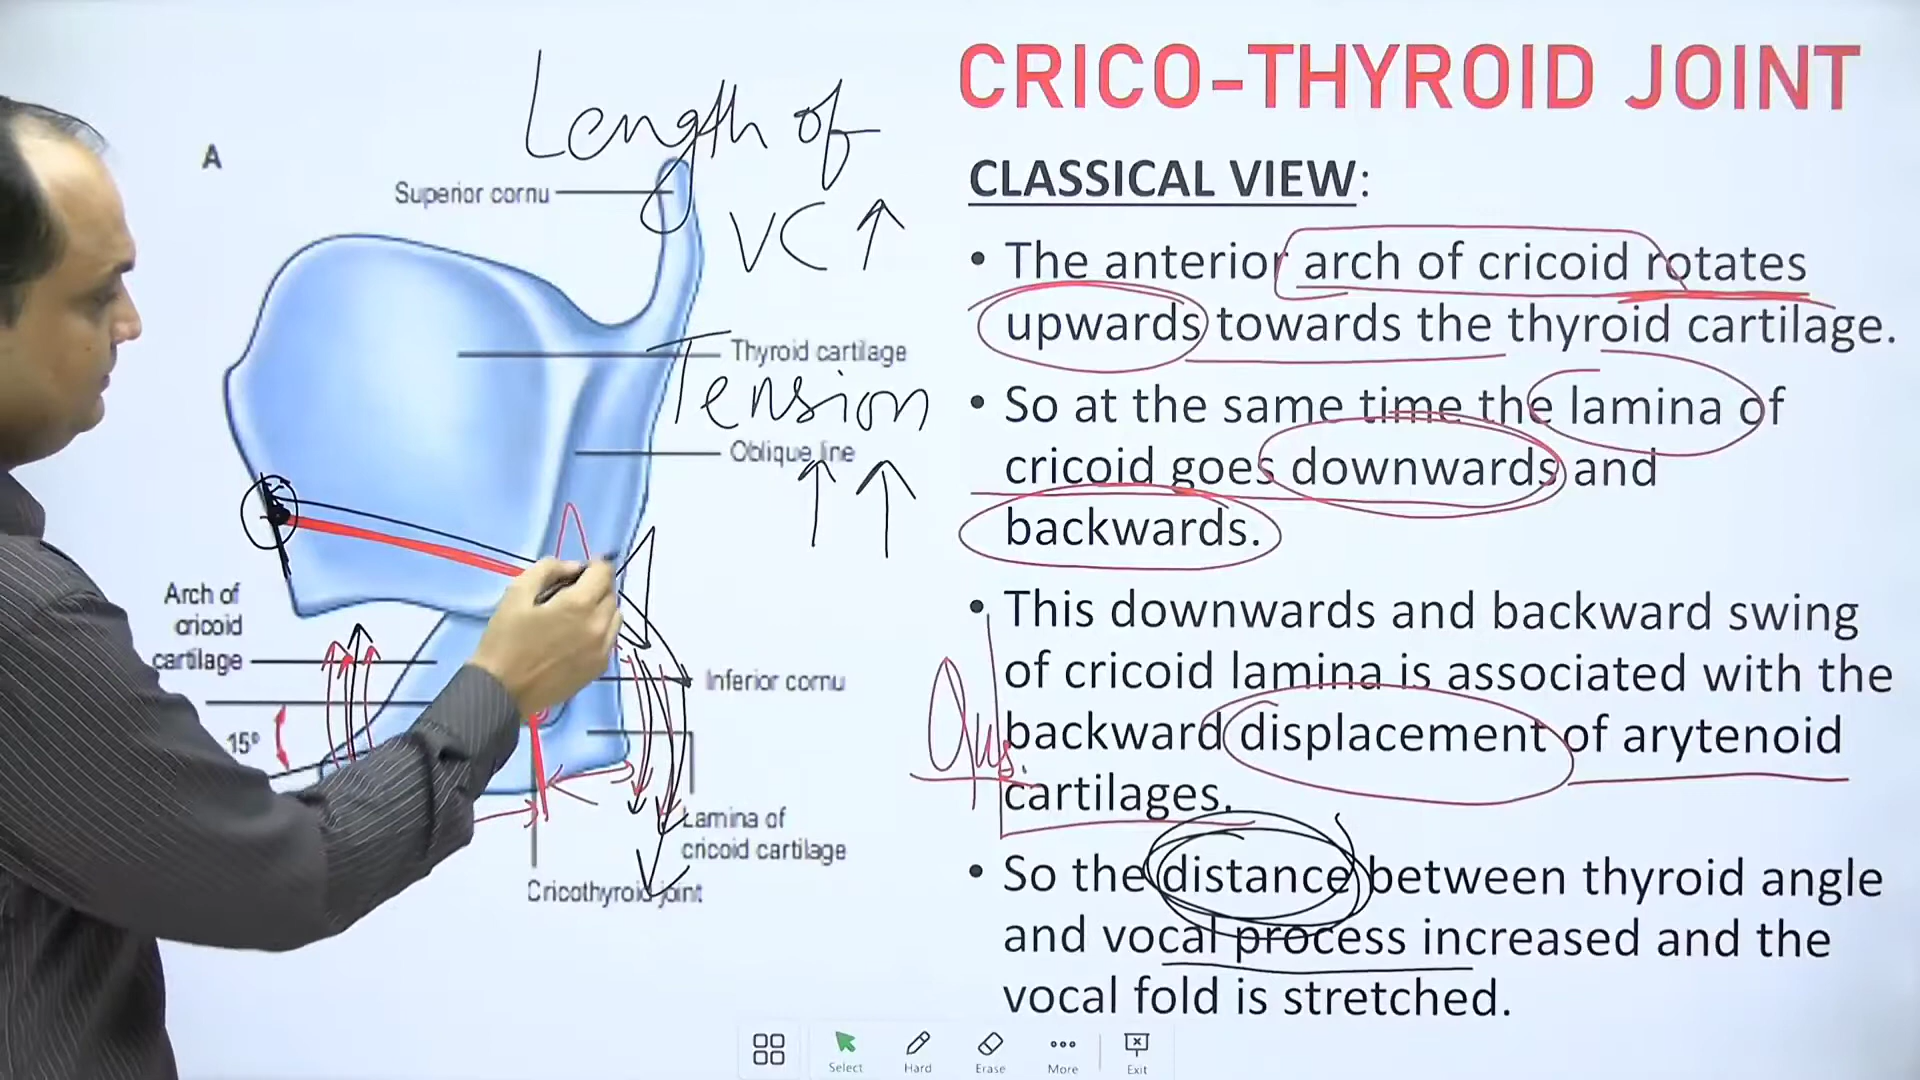 CRICO-THYROID JOINT
CLASSICAL VIEW:
• The anterior arch of cricoid rotates
upwards towards the thyroid cartilage.
• So at the same time the lamina of
cricoid goes downwards and
backwards.
• This downwards and backward swing
of cricoid lamina is associated with the
backward displacement of arytenoid
cartilages.
• So the distance between thyroid angle
and vocal process increased and the
vocal fold is stretched.
Length of
VC ↑
Tension
↑ ↑
A
Superior cornu
Thyroid cartilage
Oblique line
Arch of
cricoid
cartilage
15°
Inferior cornu
Lamina of
cricoid cartilage
Cricothyroid joint
Select
Hard
Erase
More
Exit